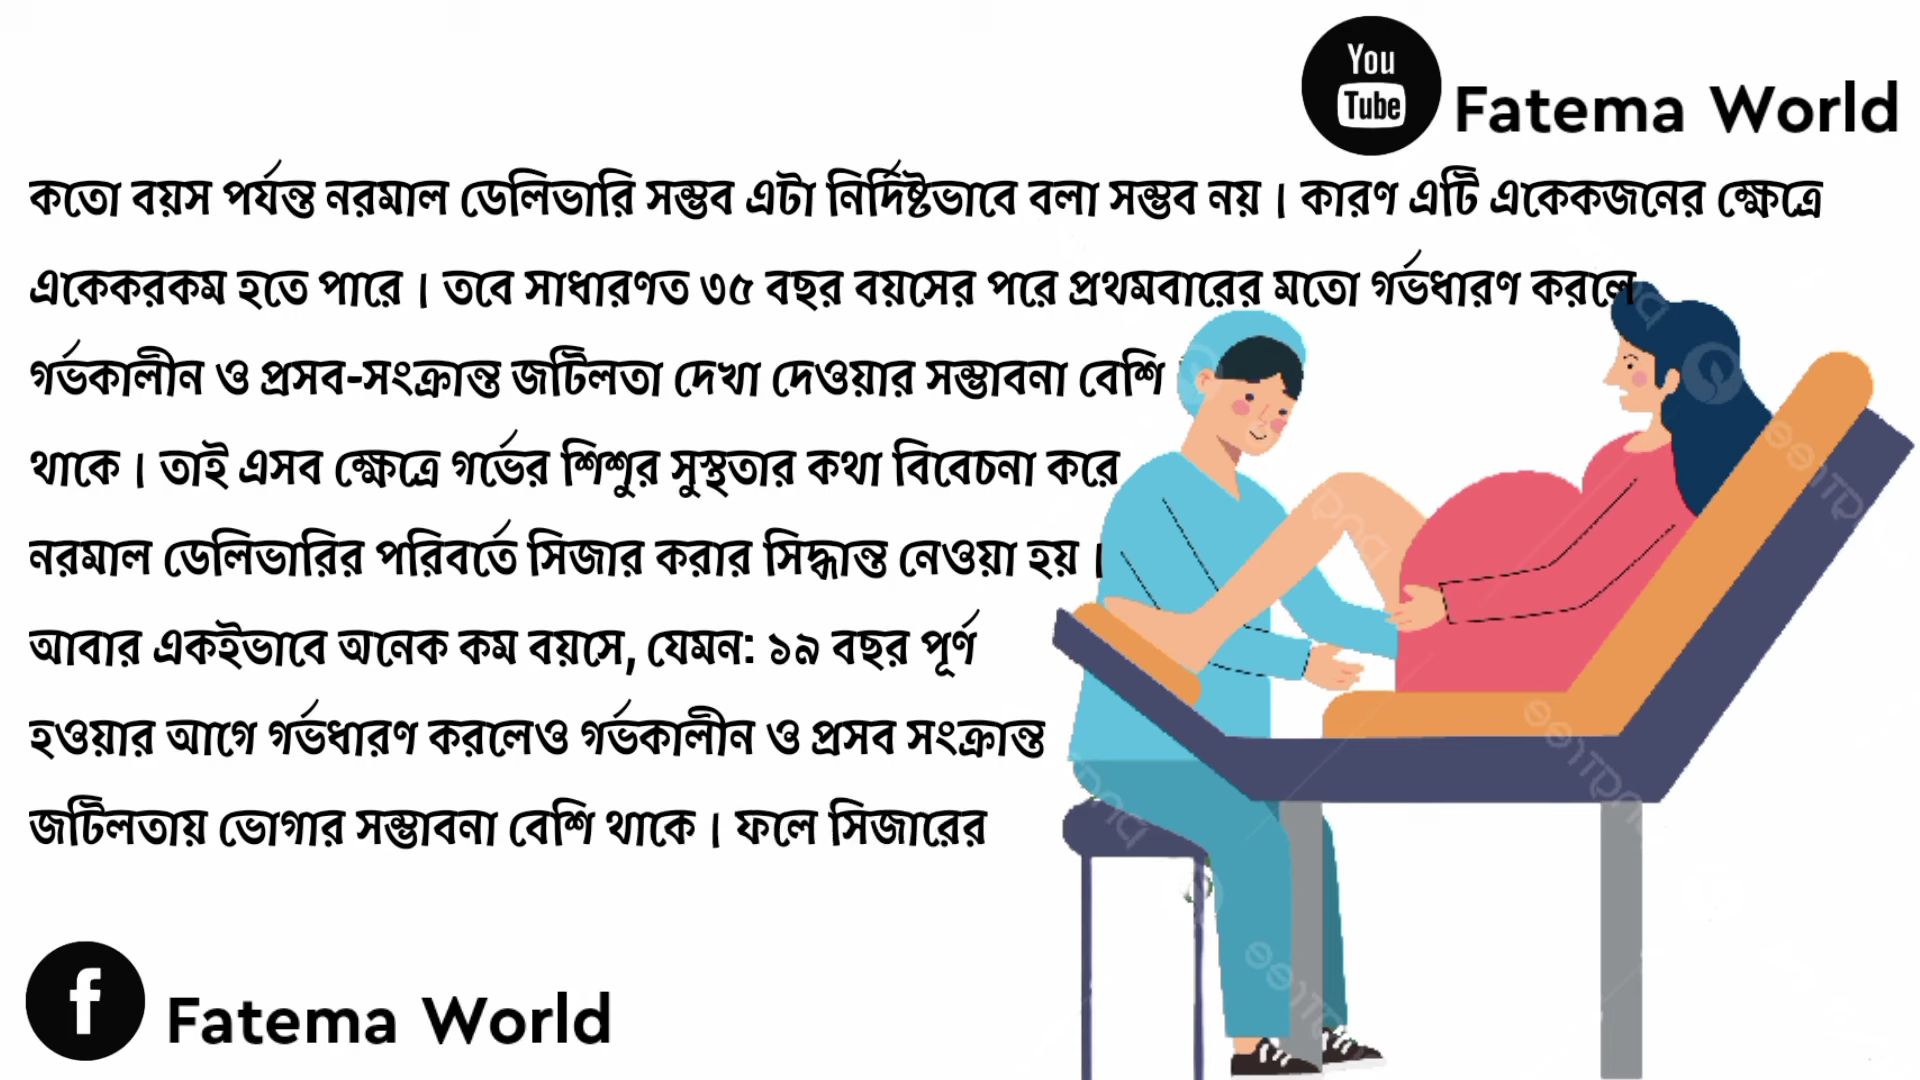 You
Tube
Fatema World
কতো বয়স পর্যন্ত নরমাল ডেলিভারি সম্ভব এটা নির্দিষ্টভাবে বলা সম্ভব নয়। কারণ এটি একেকজনের ক্ষেত্রে
একেকরকম হতে পারে। তবে সাধারণত ৩৫ বছর বয়সের পরে প্রথমবারের মতো গর্ভধারণ করলে
গর্ভকালীন ও প্রসব-সংক্রান্ত জটিলতা দেখা দেওয়ার সম্ভাবনা বেশি
থাকে। তাই এসব ক্ষেত্রে গর্ভের শিশুর সুস্থতার কথা বিবেচনা করে
নরমাল ডেলিভারির পরিবর্তে সিজার করার সিদ্ধান্ত নেওয়া হয়।
আবার একইভাবে অনেক কম বয়সে, যেমন: ১৯ বছর পূর্ণ
হওয়ার আগে গর্ভধারণ করলেও গর্ভকালীন ও প্রসব সংক্রান্ত
জটিলতায় ভোগার সম্ভাবনা বেশি থাকে। ফলে সিজারের
f
Fatema World